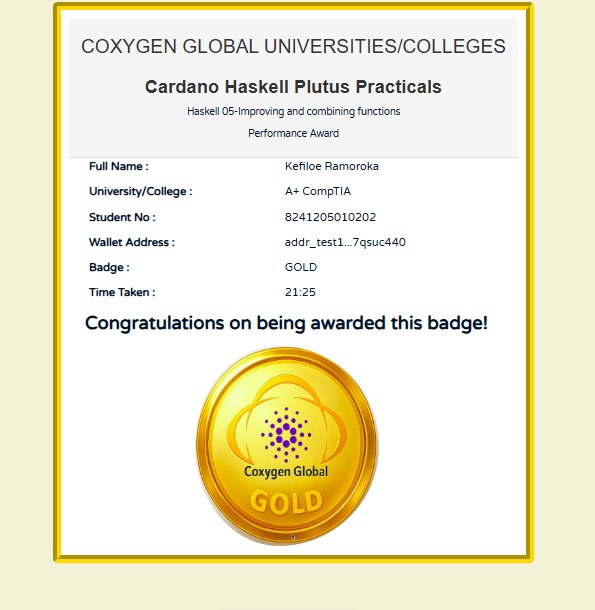 COXYGEN GLOBAL UNIVERSITIES/COLLEGES
Cardano Haskell Plutus Practicals
Haskell 05-Improving and combining functions
Performance Award
Full Name : Kefiloe Ramoroka
University/College : A+ CompTIA
Student No : 8241205010202
Wallet Address : addr_test1...7qsuc440
Badge : GOLD
Time Taken : 21:25
Congratulations on being awarded this badge!
Coxygen Global
GOLD